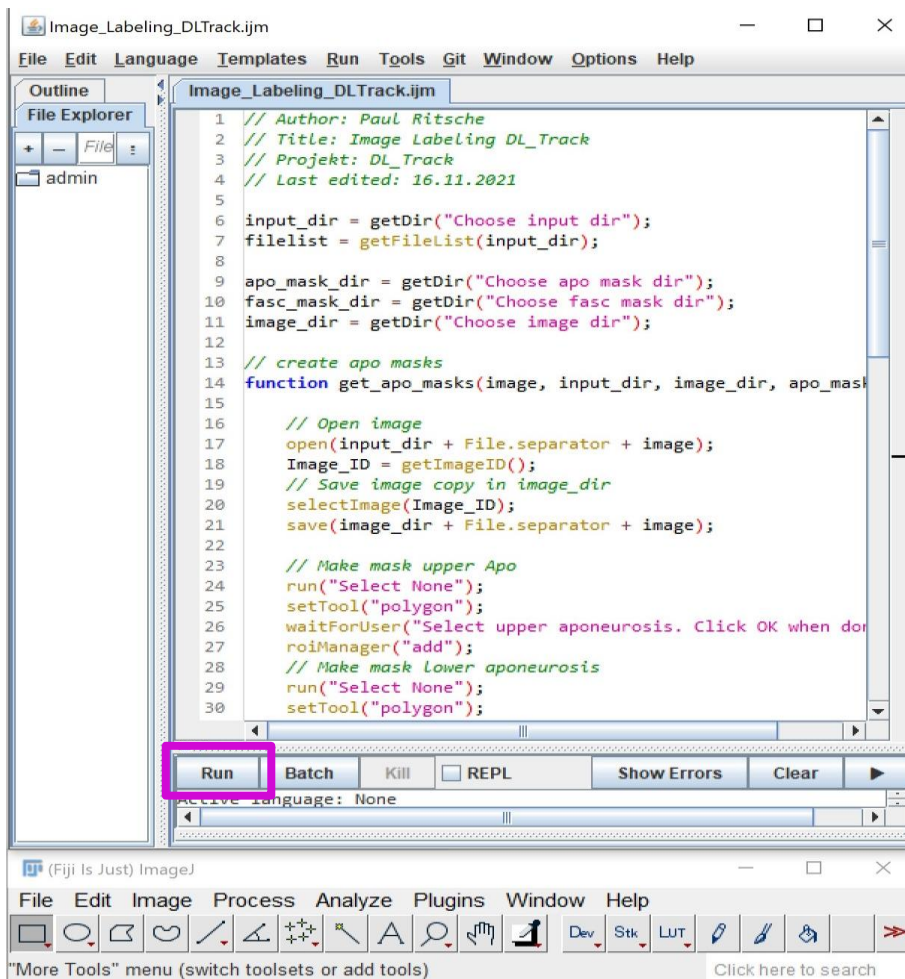 Image_Labeling_DLTrack.ijm
File Edit Language Templates Run Tools Git Window Options Help
Outline
File Explorer
+ – File :
admin
Image_Labeling_DLTrack.ijm
1 // Author: Paul Ritsche
2 // Title: Image Labeling DL_Track
3 // Projekt: DL_Track
4 // Last edited: 16.11.2021
5
6 input_dir = getDir("Choose input dir");
7 filelist = getFileList(input_dir);
8
9 apo_mask_dir = getDir("Choose apo mask dir");
10 fasc_mask_dir = getDir("Choose fasc mask dir");
11 image_dir = getDir("Choose image dir");
12
13 // create apo masks
14 function get_apo_masks(image, input_dir, image_dir, apo_mask
15
16 // Open image
17 open(input_dir + File.separator + image);
18 Image_ID = getImageID();
19 // Save image copy in image_dir
20 selectImage(Image_ID);
21 save(image_dir + File.separator + image);
22
23 // Make mask upper Apo
24 run("Select None");
25 setTool("polygon");
26 waitForUser("Select upper aponeurosis. Click OK when don
27 roiManager("add");
28 // Make mask lower aponeurosis
29 run("Select None");
30 setTool("polygon");
Run Batch Kill REPL Show Errors Clear
Active language: None
(Fiji Is Just) ImageJ
File Edit Image Process Analyze Plugins Window Help
A Dev Stk LUT >>
"More Tools" menu (switch toolsets or add tools) Click here to search